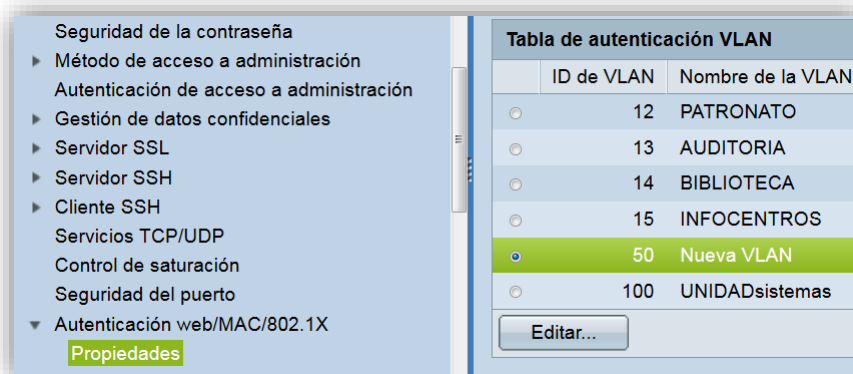 Seguridad de la contraseña
Método de acceso a administración
Autenticación de acceso a administración
Gestión de datos confidenciales
Servidor SSL
Servidor SSH
Cliente SSH
Servicios TCP/UDP
Control de saturación
Seguridad del puerto
Autenticación web/MAC/802.1X
Propiedades
Tabla de autenticación VLAN
ID de VLAN Nombre de la VLAN
12 PATRONATO
13 AUDITORIA
14 BIBLIOTECA
15 INFOCENTROS
50 Nueva VLAN
100 UNIDADsistemas
Editar...